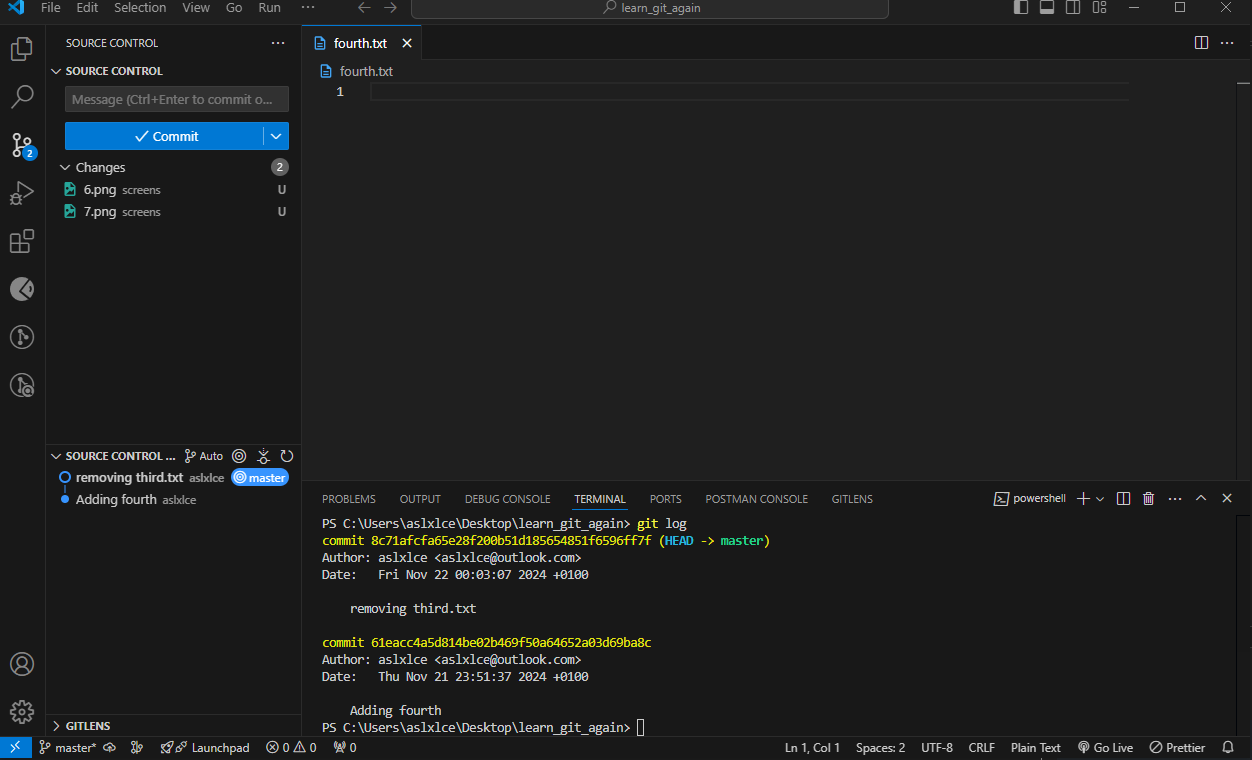 File Edit Selection View Go Run ··· learn_git_again
SOURCE CONTROL ···
SOURCE CONTROL
Message (Ctrl+Enter to commit o...
Commit
Changes 2
6.png screens U
7.png screens U
2
SOURCE CONTROL ... Auto
removing third.txt aslxlce master
Adding fourth aslxlce
GITLENS
fourth.txt
fourth.txt
1
PROBLEMS OUTPUT DEBUG CONSOLE TERMINAL PORTS POSTMAN CONSOLE GITLENS powershell
PS C:\Users\aslxlce\Desktop\learn_git_again> git log
commit 8c71afcfa65e28f200b51d185654851f6596ff7f (HEAD -> master)
Author: aslxlce <aslxlce@outlook.com>
Date:   Fri Nov 22 00:03:07 2024 +0100
removing third.txt
commit 61eacc4a5d814be02b469f50a64652a03d69ba8c
Author: aslxlce <aslxlce@outlook.com>
Date:   Thu Nov 21 23:51:37 2024 +0100
Adding fourth
PS C:\Users\aslxlce\Desktop\learn_git_again>
master* Launchpad 0 0 0 Ln 1, Col 1 Spaces: 2 UTF-8 CRLF Plain Text Go Live Prettier